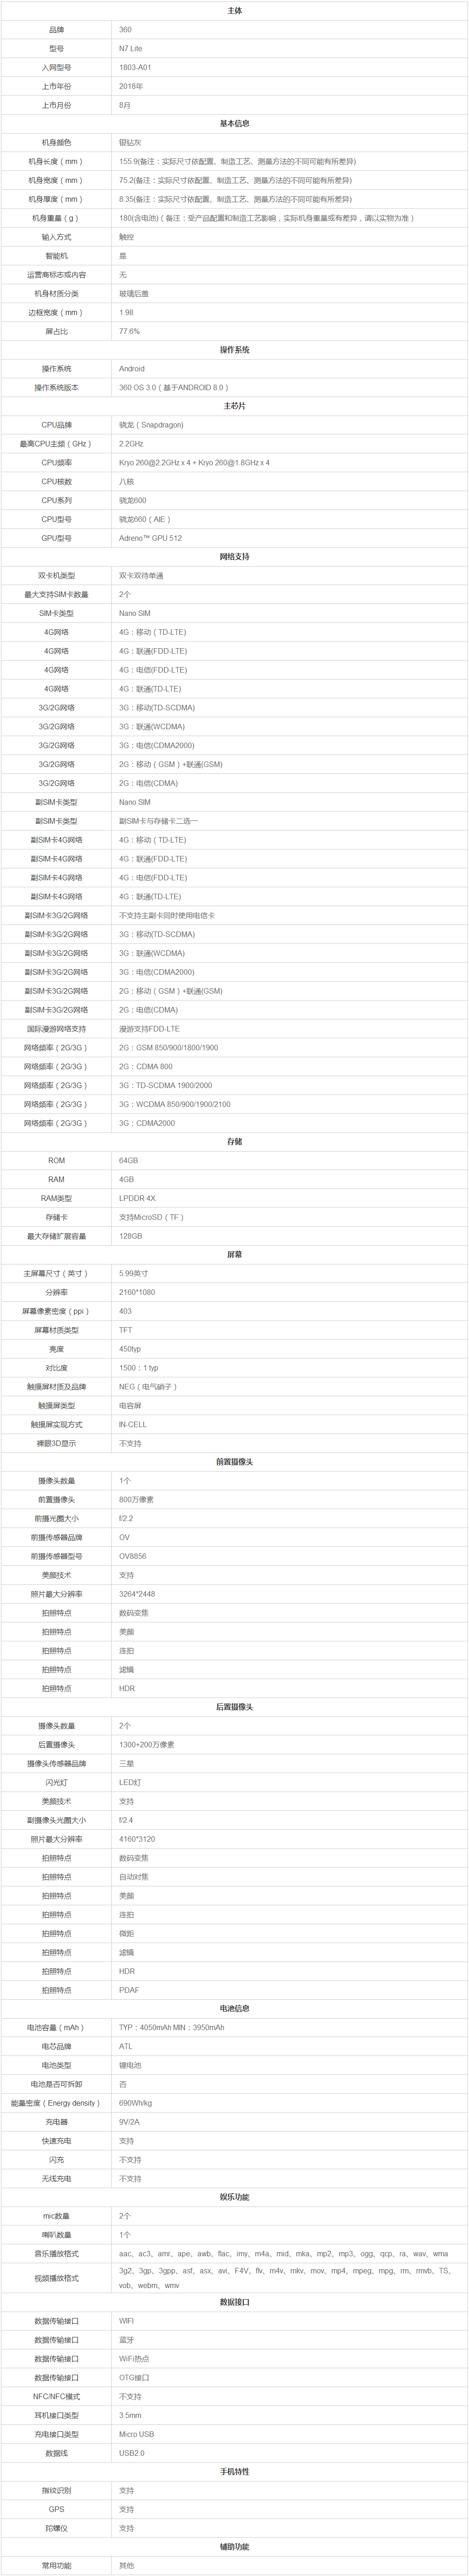 主体
品牌 360
型号 N7 Lite
入网型号 1803-A01
上市年份 2018年
上市月份 8月
基本信息
机身颜色 银钻灰
机身长度（mm） 155.9(备注：实际尺寸依配置、制造工艺、测量方法的不同可能有所差异)
机身宽度（mm） 75.2(备注：实际尺寸依配置、制造工艺、测量方法的不同可能有所差异)
机身厚度（mm） 8.35(备注：实际尺寸依配置、制造工艺、测量方法的不同可能有所差异)
机身重量（g） 180(含电池)（备注：受产品配置和制造工艺影响，实际机身重量或有差异，请以实物为准）
输入方式 触控
智能机 是
运营商标志或内容 无
机身材质分类 玻璃后盖
边框宽度（mm） 1.98
屏占比 77.6%
操作系统
操作系统 Android
操作系统版本 360 OS 3.0（基于ANDROID 8.0）
主芯片
CPU品牌 骁龙（Snapdragon)
最高CPU主频（GHz） 2.2GHz
CPU频率 Kryo 260@2.2GHz x 4 + Kryo 260@1.8GHz x 4
CPU核数 八核
CPU系列 骁龙600
CPU型号 骁龙660（AIE）
GPU型号 Adreno™ GPU 512
网络支持
双卡机类型 双卡双待单通
最大支持SIM卡数量 2个
SIM卡类型 Nano SIM
4G网络 4G：移动（TD-LTE)
4G网络 4G：联通(FDD-LTE)
4G网络 4G：电信(FDD-LTE)
4G网络 4G：联通(TD-LTE)
3G/2G网络 3G：移动(TD-SCDMA)
3G/2G网络 3G：联通(WCDMA)
3G/2G网络 3G：电信(CDMA2000)
3G/2G网络 2G：移动（GSM）+联通(GSM)
3G/2G网络 2G：电信(CDMA)
副SIM卡类型 Nano SIM
副SIM卡类型 副SIM卡与存储卡二选一
副SIM卡4G网络 4G：移动（TD-LTE)
副SIM卡4G网络 4G：联通(FDD-LTE)
副SIM卡4G网络 4G：电信(FDD-LTE)
副SIM卡4G网络 4G：联通(TD-LTE)
副SIM卡3G/2G网络 不支持主副卡同时使用电信卡
副SIM卡3G/2G网络 3G：移动(TD-SCDMA)
副SIM卡3G/2G网络 3G：联通(WCDMA)
副SIM卡3G/2G网络 3G：电信(CDMA2000)
副SIM卡3G/2G网络 2G：移动（GSM）+联通(GSM)
副SIM卡3G/2G网络 2G：电信(CDMA)
国际漫游网络支持 漫游支持FDD-LTE
网络频率（2G/3G） 2G：GSM 850/900/1800/1900
网络频率（2G/3G） 2G：CDMA 800
网络频率（2G/3G） 3G：TD-SCDMA 1900/2000
网络频率（2G/3G） 3G：WCDMA 850/900/1900/2100
网络频率（2G/3G） 3G：CDMA2000
存储
ROM 64GB
RAM 4GB
RAM类型 LPDDR 4X
存储卡 支持MicroSD（TF）
最大存储扩展容量 128GB
屏幕
主屏幕尺寸（英寸） 5.99英寸
分辨率 2160*1080
屏幕像素密度（ppi） 403
屏幕材质类型 TFT
亮度 450typ
对比度 1500：1 typ
触摸屏材质及品牌 NEG（电气硝子）
触摸屏类型 电容屏
触摸屏实现方式 IN-CELL
裸眼3D显示 不支持
前置摄像头
摄像头数量 1个
前置摄像头 800万像素
前摄光圈大小 f/2.2
前摄传感器品牌 OV
前摄传感器型号 OV8856
美颜技术 支持
照片最大分辨率 3264*2448
拍照特点 数码变焦
拍照特点 美颜
拍照特点 连拍
拍照特点 滤镜
拍照特点 HDR
后置摄像头
摄像头数量 2个
后置摄像头 1300+200万像素
摄像头传感器品牌 三星
闪光灯 LED灯
美颜技术 支持
副摄像头光圈大小 f/2.4
照片最大分辨率 4160*3120
拍照特点 数码变焦
拍照特点 自动对焦
拍照特点 美颜
拍照特点 连拍
拍照特点 微距
拍照特点 滤镜
拍照特点 HDR
拍照特点 PDAF
电池信息
电池容量（mAh） TYP：4050mAh MIN：3950mAh
电芯品牌 ATL
电池类型 锂电池
电池是否可拆卸 否
能量密度（Energy density） 690Wh/kg
充电器 9V/2A
快速充电 支持
闪充 不支持
无线充电 不支持
娱乐功能
mic数量 2个
喇叭数量 1个
音乐播放格式 aac、ac3、amr、ape、awb、flac、imy、m4a、mid、mka、mp2、mp3、ogg、qcp、ra、wav、wma
视频播放格式 3g2、3gp、3gpp、asf、asx、avi、F4V、flv、m4v、mkv、mov、mp4、mpeg、mpg、rm、rmvb、TS、
vob、webm、wmv
数据接口
数据传输接口 WIFI
数据传输接口 蓝牙
数据传输接口 WiFi热点
数据传输接口 OTG接口
NFC/NFC模式 不支持
耳机接口类型 3.5mm
充电接口类型 Micro USB
数据线 USB2.0
手机特性
指纹识别 支持
GPS 支持
陀螺仪 支持
辅助功能
常用功能 其他